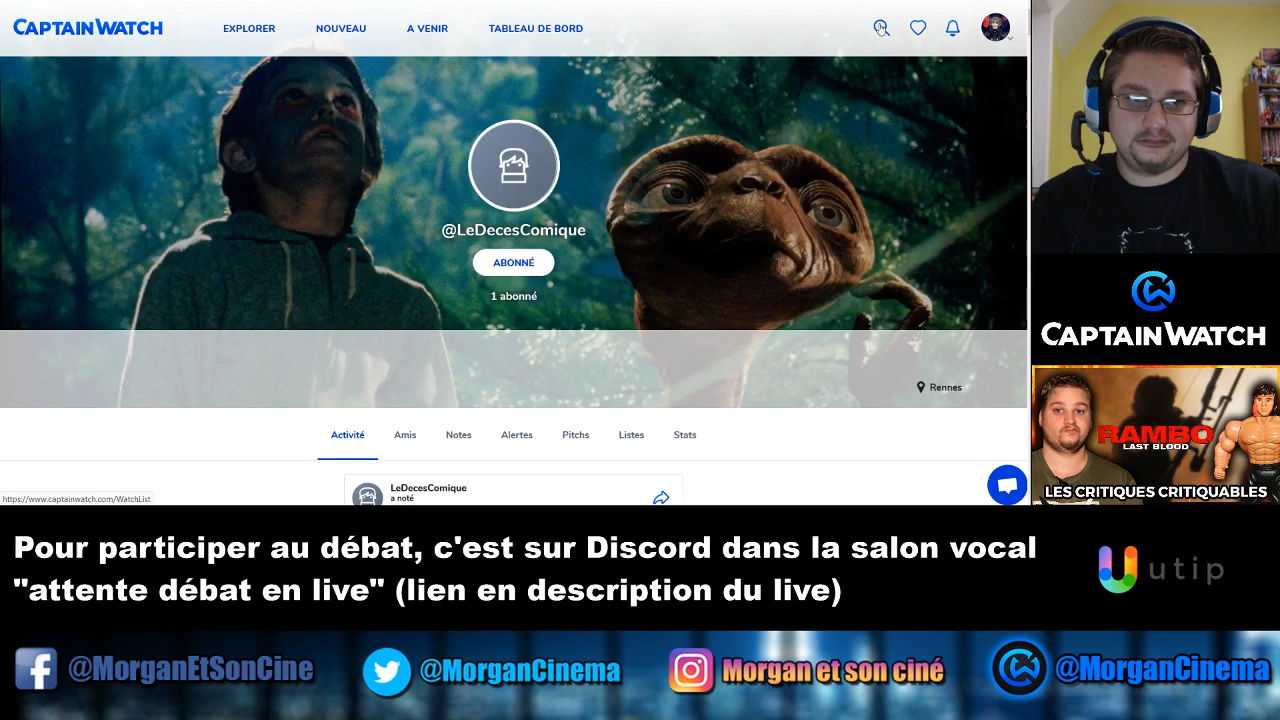 CAPTAINWATCH
EXPLORER
NOUVEAU
A VENIR
TABLEAU DE BORD
@LeDecesComique
ABONNÉ
1 abonné
Rennes
Activité
Amis
Notes
Alertes
Pitchs
Listes
Stats
LeDecesComique
a noté
https://www.captainwatch.com/WatchList
CAPTAINWATCH
RAMBO
LAST BLOOD
LES CRITIQUES CRITIQUABLES
Pour participer au débat, c'est sur Discord dans la salon vocal
"attente débat en live" (lien en description du live)
utip
@MorganEtSonCine
@MorganCinema
Morgan et son ciné
@MorganCinema